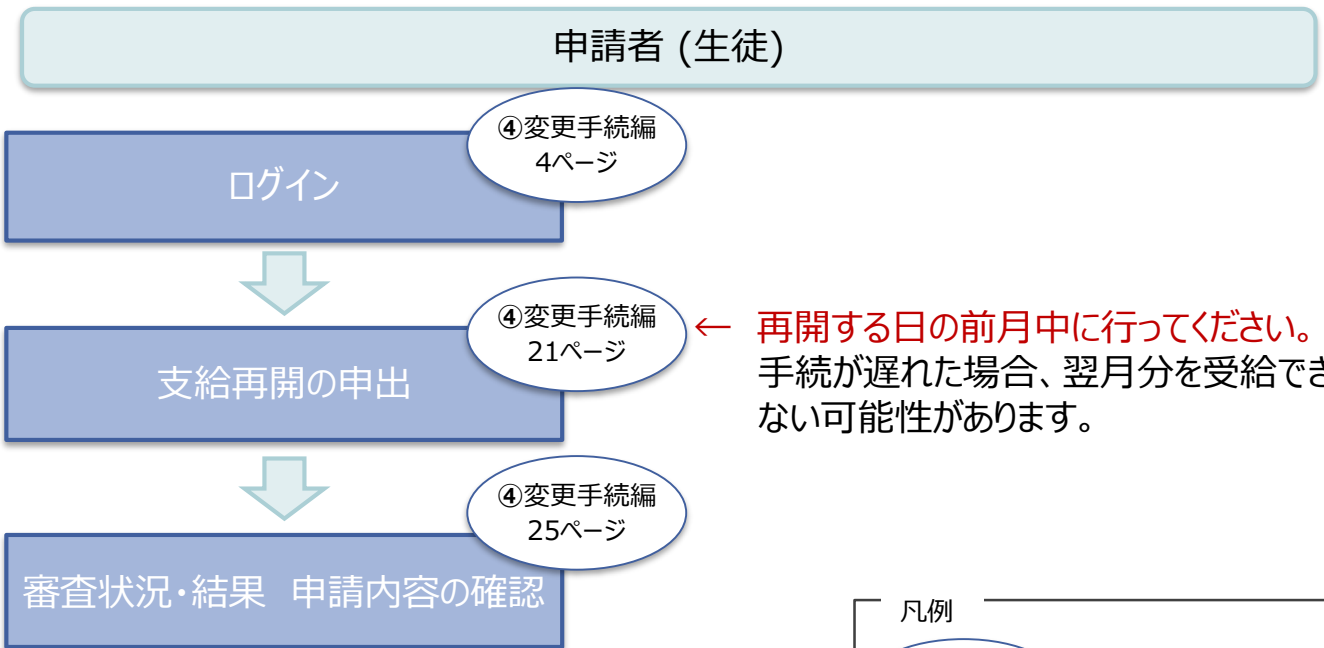 申請者 (生徒)
④変更手続編
4ページ
ログイン
④変更手続編
21ページ
← 再開する日の前月中に行ってください。
手続が遅れた場合、翌月分を受給でき
ない可能性があります。
支給再開の申出
④変更手続編
25ページ
審査状況・結果 申請内容の確認
凡例